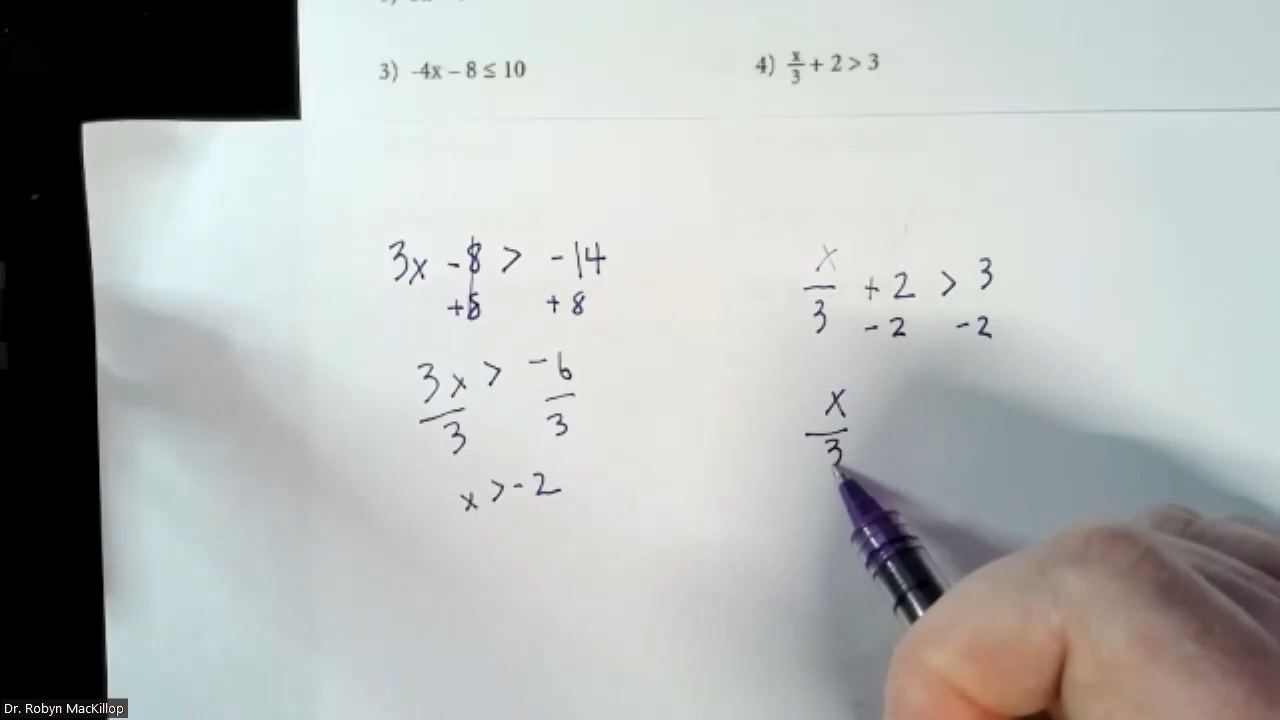 3) -4x – 8 ≤ 10
4) x/3 + 2 > 3
3x - 8 > -14
+8 +8
3x > -6
3 3
x > -2
x/3 + 2 > 3
-2 -2
x/3
Dr. Robyn MacKillop